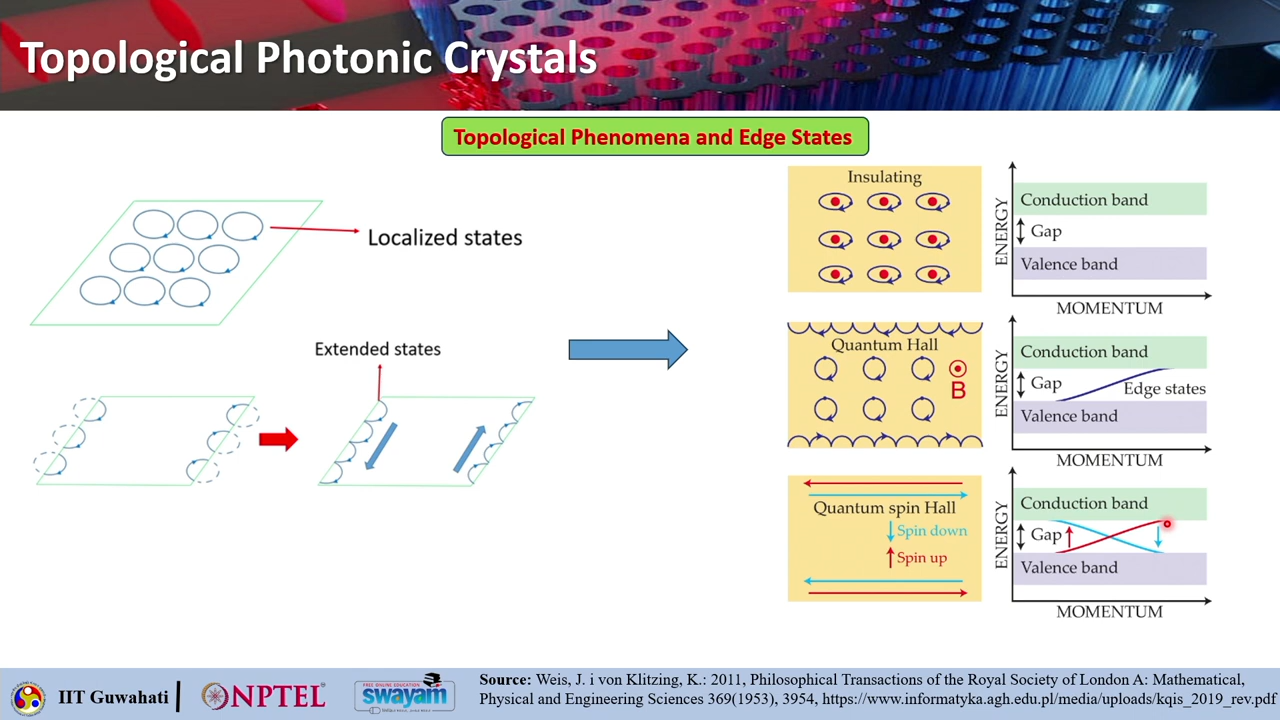 Topological Photonic Crystals
Topological Phenomena and Edge States
Localized states
Extended states
Insulating
ENERGY
Conduction band
Gap
Valence band
MOMENTUM
Quantum Hall
B
ENERGY
Conduction band
Gap
Edge states
Valence band
MOMENTUM
Quantum spin Hall
Spin down
Spin up
ENERGY
Conduction band
Gap
Valence band
MOMENTUM
IIT Guwahati
NPTEL
FREE ONLINE EDUCATION
swayam
Source: Weis, J. i von Klitzing, K.: 2011, Philosophical Transactions of the Royal Society of London A: Mathematical,
Physical and Engineering Sciences 369(1953), 3954, https://www.informatyka.agh.edu.pl/media/uploads/kqis_2019_rev.pdf